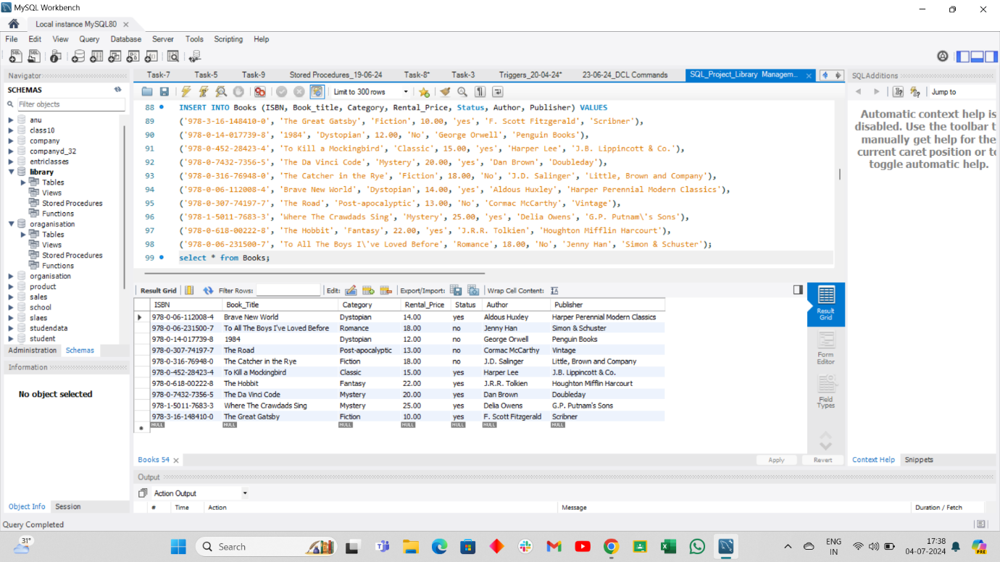 MySQL Workbench
Local instance MySQL80
File Edit View Query Database Server Tools Scripting Help
Navigator
SCHEMAS
Filter objects
anu
class10
company
companyd_32
entriclasses
library
Tables
Views
Stored Procedures
Functions
oraganisation
Tables
Views
Stored Procedures
Functions
organisation
product
sales
school
slaes
studendata
student
Administration Schemas
Information
No object selected
Object Info Session
Task-7 Task-5 Task-9 Stored Procedures_19-06-24 Task-8* Task-3 Triggers_20-04-24* 23-06-24_DCL Commands SQL_Project_Library Managem...
Limit to 300 rows
88 INSERT INTO Books (ISBN, Book_title, Category, Rental_Price, Status, Author, Publisher) VALUES
89 ('978-3-16-148410-0', 'The Great Gatsby', 'Fiction', 10.00, 'yes', 'F. Scott Fitzgerald', 'Scribner'),
90 ('978-0-14-017739-8', '1984', 'Dystopian', 12.00, 'No', 'George Orwell', 'Penguin Books'),
91 ('978-0-452-28423-4', 'To Kill a Mockingbird', 'Classic', 15.00, 'yes', 'Harper Lee', 'J.B. Lippincott & Co.'),
92 ('978-0-7432-7356-5', 'The Da Vinci Code', 'Mystery', 20.00, 'yes', 'Dan Brown', 'Doubleday'),
93 ('978-0-316-76948-0', 'The Catcher in the Rye', 'Fiction', 18.00, 'No', 'J.D. Salinger', 'Little, Brown and Company'),
94 ('978-0-06-112008-4', 'Brave New World', 'Dystopian', 14.00, 'yes', 'Aldous Huxley', 'Harper Perennial Modern Classics'),
95 ('978-0-307-74197-7', 'The Road', 'Post-apocalyptic', 13.00, 'No', 'Cormac McCarthy', 'Vintage'),
96 ('978-1-5011-7683-3', 'Where The Crawdads Sing', 'Mystery', 25.00, 'yes', 'Delia Owens', 'G.P. Putnam\'s Sons'),
97 ('978-0-618-00222-8', 'The Hobbit', 'Fantasy', 22.00, 'yes', 'J.R.R. Tolkien', 'Houghton Mifflin Harcourt'),
98 ('978-0-06-231500-7', 'To All The Boys I\'ve Loved Before', 'Romance', 18.00, 'No', 'Jenny Han', 'Simon & Schuster');
99 select * from Books;
Result Grid Filter Rows: Edit: Export/Import: Wrap Cell Content:
ISBN Book_Title Category Rental_Price Status Author Publisher
978-0-06-112008-4 Brave New World Dystopian 14.00 yes Aldous Huxley Harper Perennial Modern Classics
978-0-06-231500-7 To All The Boys I've Loved Before Romance 18.00 no Jenny Han Simon & Schuster
978-0-14-017739-8 1984 Dystopian 12.00 no George Orwell Penguin Books
978-0-307-74197-7 The Road Post-apocalyptic 13.00 no Cormac McCarthy Vintage
978-0-316-76948-0 The Catcher in the Rye Fiction 18.00 no J.D. Salinger Little, Brown and Company
978-0-452-28423-4 To Kill a Mockingbird Classic 15.00 yes Harper Lee J.B. Lippincott & Co.
978-0-618-00222-8 The Hobbit Fantasy 22.00 yes J.R.R. Tolkien Houghton Mifflin Harcourt
978-0-7432-7356-5 The Da Vinci Code Mystery 20.00 yes Dan Brown Doubleday
978-1-5011-7683-3 Where The Crawdads Sing Mystery 25.00 yes Delia Owens G.P. Putnam's Sons
978-3-16-148410-0 The Great Gatsby Fiction 10.00 yes F. Scott Fitzgerald Scribner
NULL NULL NULL NULL NULL NULL NULL
Result
Grid
Form
Editor
Field
Types
Books 54 Apply Revert
Output
Action Output
# Time Action Message Duration / Fetch
SQLAdditions
Jump to
Automatic context help is
disabled. Use the toolbar t
manually get help for the
current caret position or to
toggle automatic help.
Context Help Snippets
Query Completed
31°
Search
ENG
IN
17:38
04-07-2024
PRE